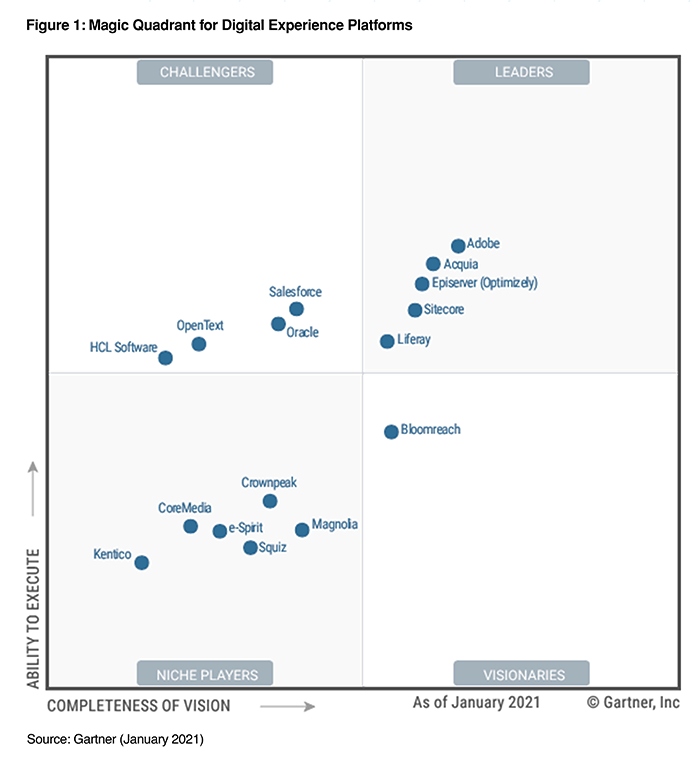 Figure 1: Magic Quadrant for Digital Experience Platforms
CHALLENGERS
LEADERS
Adobe
Acquia
Episerver (Optimizely)
Salesforce
Sitecore
OpenText
Oracle
HCL Software
Liferay
Bloomreach
Crownpeak
CoreMedia
e-Spirit
Magnolia
Squiz
Kentico
ABILITY TO EXECUTE
NICHE PLAYERS
VISIONARIES
COMPLETENESS OF VISION
As of January 2021
© Gartner, Inc
Source: Gartner (January 2021)